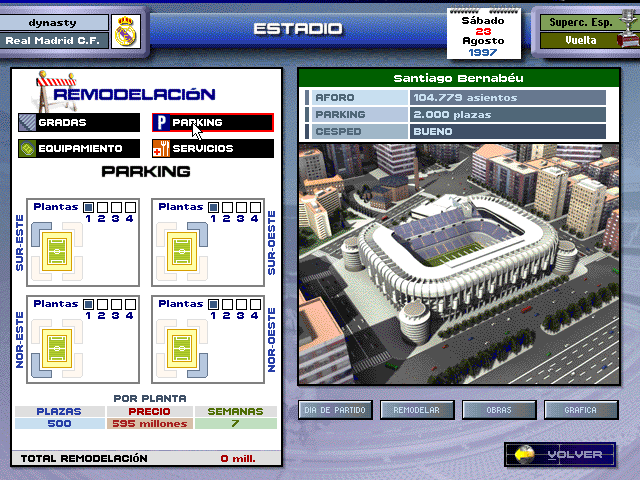 dynasty
Real Madrid C.F.
ESTADIO
Sábado
23
Agosto
1997
Superc. Esp.
Vuelta
REMODELACIóN
GRADAS
P PARKING
EQUIPAMIENTO
SERVICIOS
PARKING
SUR-ESTE
Plantas
1 2 3 4
Plantas
1 2 3 4
SUR-OESTE
NOR-ESTE
Plantas
1 2 3 4
Plantas
1 2 3 4
NOR-OESTE
POR PLANTA
PLAZAS PRECIO SEMANAS
500 595 millones 7
TOTAL REMODELACIóN 0 mill.
Santiago Bernabéu
AFORO 104.779 asientos
PARKING 2.000 plazas
CESPED BUENO
DIA DE PARTIDO REMODELAR OBRAS GRAFICA
VOLVER